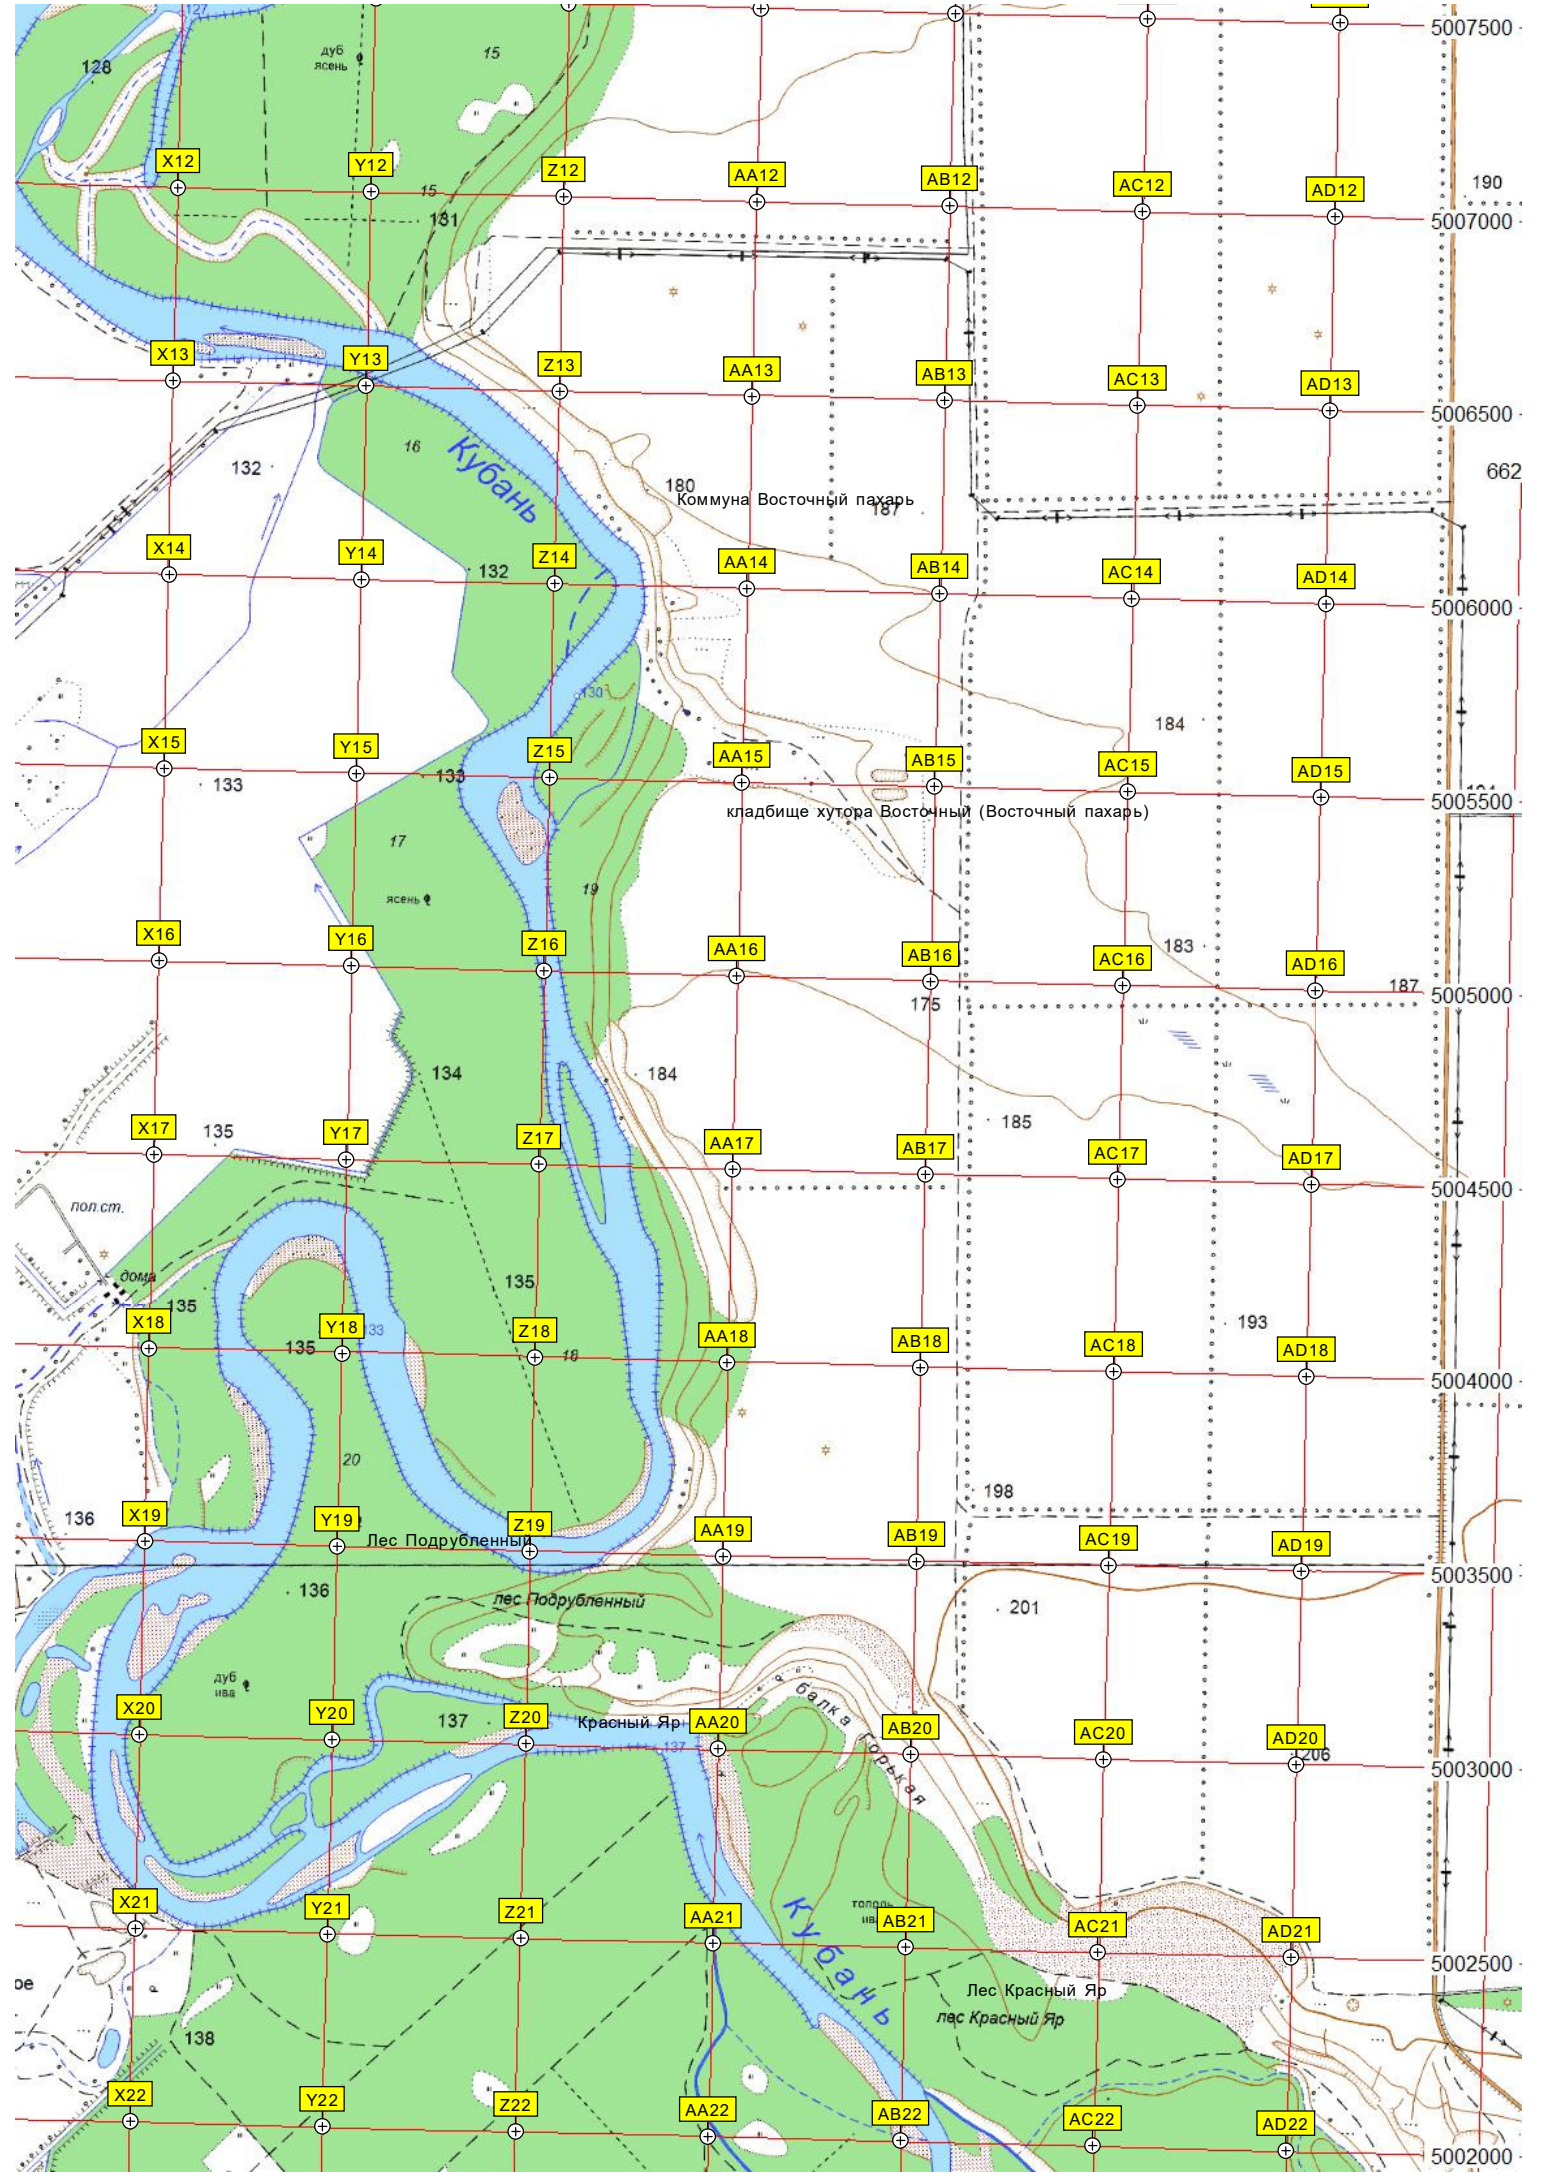 127
5007500
дуб
ясень
15
128
X12
Y12
Z12
AA12
AB12
AC12
AD12
190
15
131
5007000
X13
Y13
Z13
AA13
AB13
AC13
AD13
5006500
16
Кубань
132
180
662
Коммуна Восточный пахарь
187
X14
Y14
Z14
AA14
AB14
AC14
AD14
132
5006000
130
184
X15
Y15
Z15
AA15
AB15
AC15
AD15
133
133
5005500
кладбище хутора Восточный (Восточный пахарь)
17
19
ясень
X16
Y16
Z16
AA16
AB16
AC16
AD16
183
187
175
5005000
134
184
185
135
X17
Y17
Z17
AA17
AB17
AC17
AD17
5004500
пол.ст.
дома
135
135
193
X18
Y18
Z18
AA18
AB18
AC18
AD18
133
135
18
5004000
20
198
136
X19
Y19
Z19
AA19
AB19
AC19
AD19
Лес Подрубленный
5003500
136
лес Подрубленный
201
дуб
ива
балка Горькая
X20
Y20
Z20
AA20
AB20
AC20
AD20
137
Красный Яр
137
206
5003000
X21
Y21
Z21
AA21
AB21
AC21
AD21
тополь
Кубань
5002500
ое
Лес Красный Яр
лес Красный Яр
138
X22
Y22
Z22
AA22
AB22
AC22
AD22
5002000